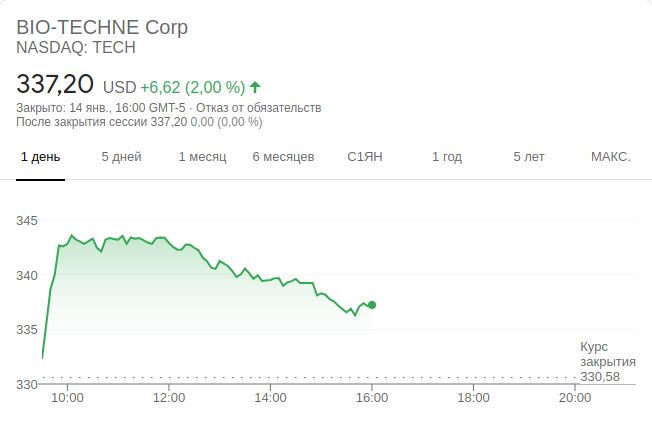 BIO-TECHNE Corp
NASDAQ: TECH
337,20 USD +6,62 (2,00 %)
Закрыто: 14 янв., 16:00 GMT-5 · Отказ от обязательств
После закрытия сессии 337,20 0,00 (0,00 %)
1 день 5 дней 1 месяц 6 месяцев С1ЯН 1 год 5 лет МАКС.
345
340
335
Курс
закрытия
330,58
330
10:00 12:00 14:00 16:00 18:00 20:00